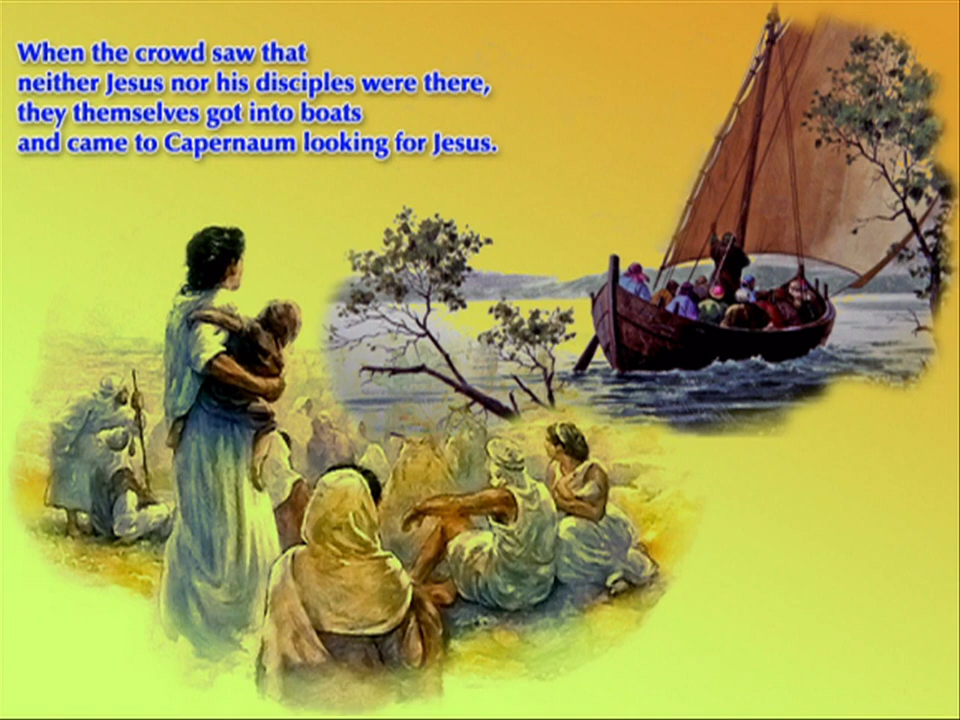 When the crowd saw that
neither Jesus nor his disciples were there,
they themselves got into boats
and came to Capernaum looking for Jesus.